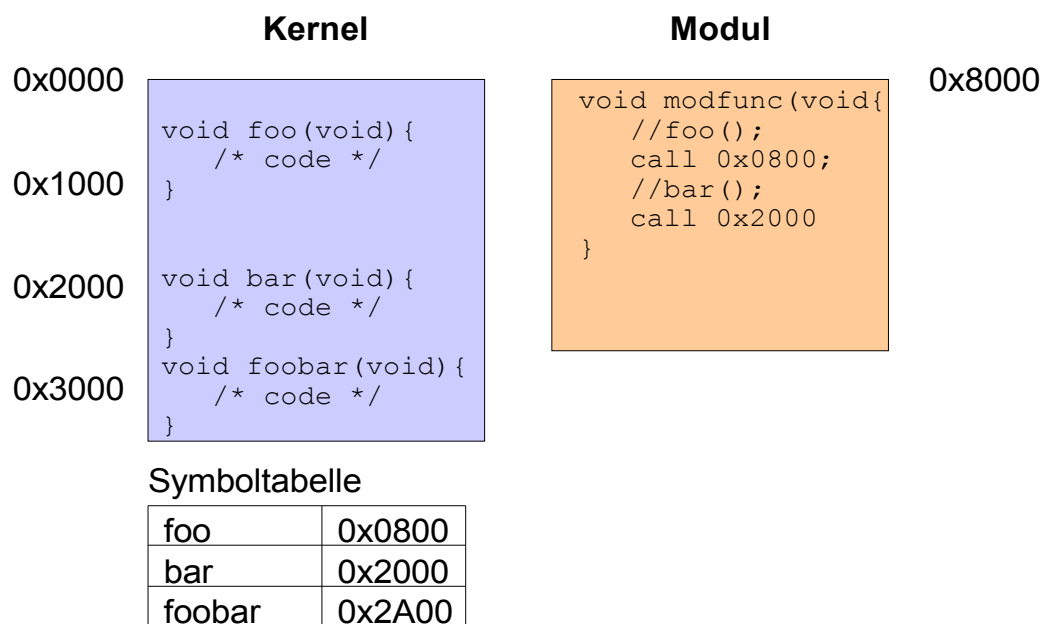 Kernel
Modul
0x0000
0x1000
0x2000
0x3000
void foo(void){
/* code */
}
void bar(void){
/* code */
}
void foobar(void){
/* code */
}
void modfunc(void{
//foo();
call 0x0800;
//bar();
call 0x2000
}
0x8000
Symboltabelle
foo 0x0800
bar 0x2000
foobar 0x2A00